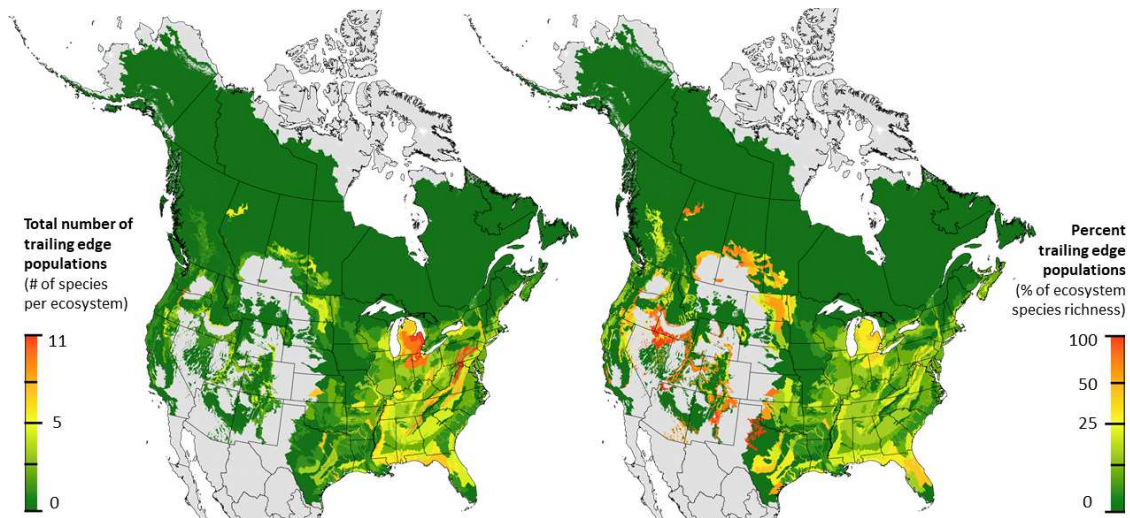 Total number of
trailing edge
populations
(# of species
per ecosystem)
11
5
0
Percent
trailing edge
populations
(% of ecosystem
species richness)
100
50
25
0